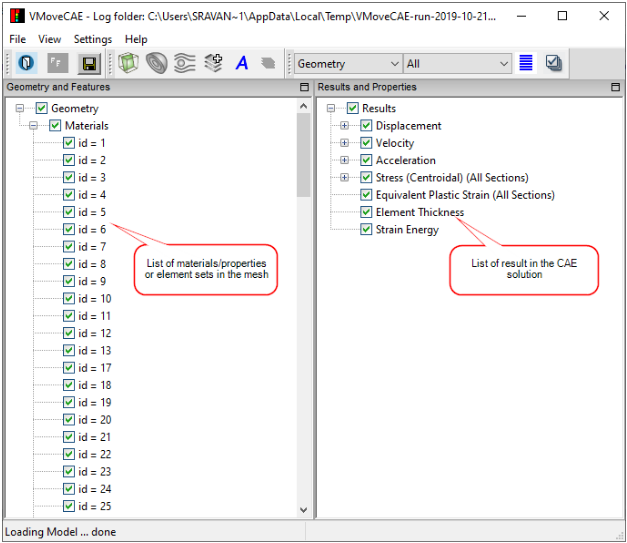 VMoveCAE - Log folder: C:\Users\SRAVAN~1\AppData\Local\Temp\VMoveCAE-run-2019-10-21...
File View Settings Help
A Geometry All
Geometry and Features
Results and Properties
Geometry
Materials
id = 1
id = 2
id = 3
id = 4
id = 5
id = 6
id = 7
id = 8
id = 9
id = 10
id = 11
id = 12
id = 13
id = 17
id = 18
id = 19
id = 20
id = 21
id = 22
id = 23
id = 24
id = 25
List of materials/properties
or element sets in the mesh
Results
Displacement
Velocity
Acceleration
Stress (Centroidal) (All Sections)
Equivalent Plastic Strain (All Sections)
Element Thickness
Strain Energy
List of result in the CAE
solution
Loading Model ... done